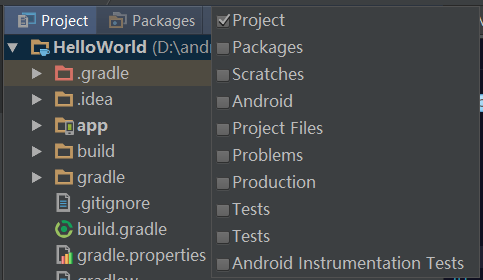 Project
Packages
HelloWorld (D:\and
.gradle
.idea
app
build
gradle
.gitignore
build.gradle
gradle.properties
gradlew
Project
Packages
Scratches
Android
Project Files
Problems
Production
Tests
Tests
Android Instrumentation Tests